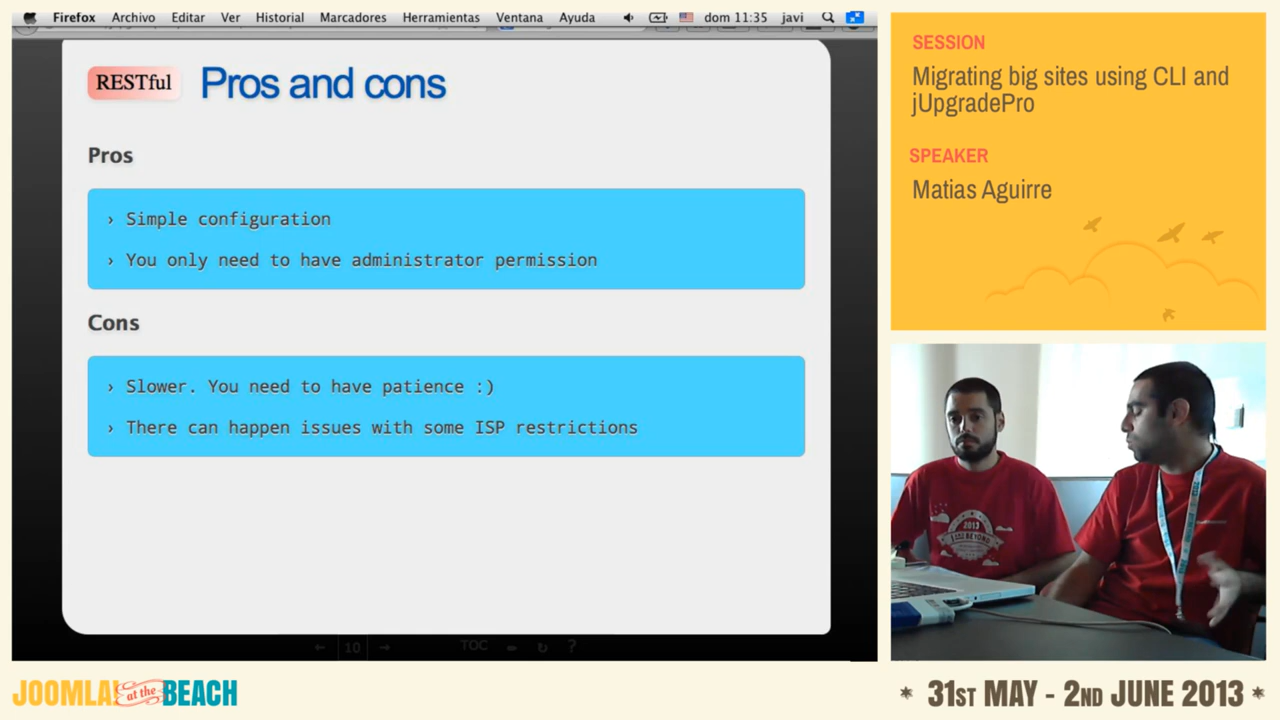 Firefox Archivo Editar Ver Historial Marcadores Herramientas Ventana Ayuda dom 11:35 javi
RESTful Pros and cons
Pros
› Simple configuration
› You only need to have administrator permission
Cons
› Slower. You need to have patience :)
› There can happen issues with some ISP restrictions
← 10 → TOC ?
SESSION
Migrating big sites using CLI and
jUpgradePro
SPEAKER
Matias Aguirre
2013
BEYOND
JOOMLA! at the BEACH
* 31ST MAY - 2ND JUNE 2013 *